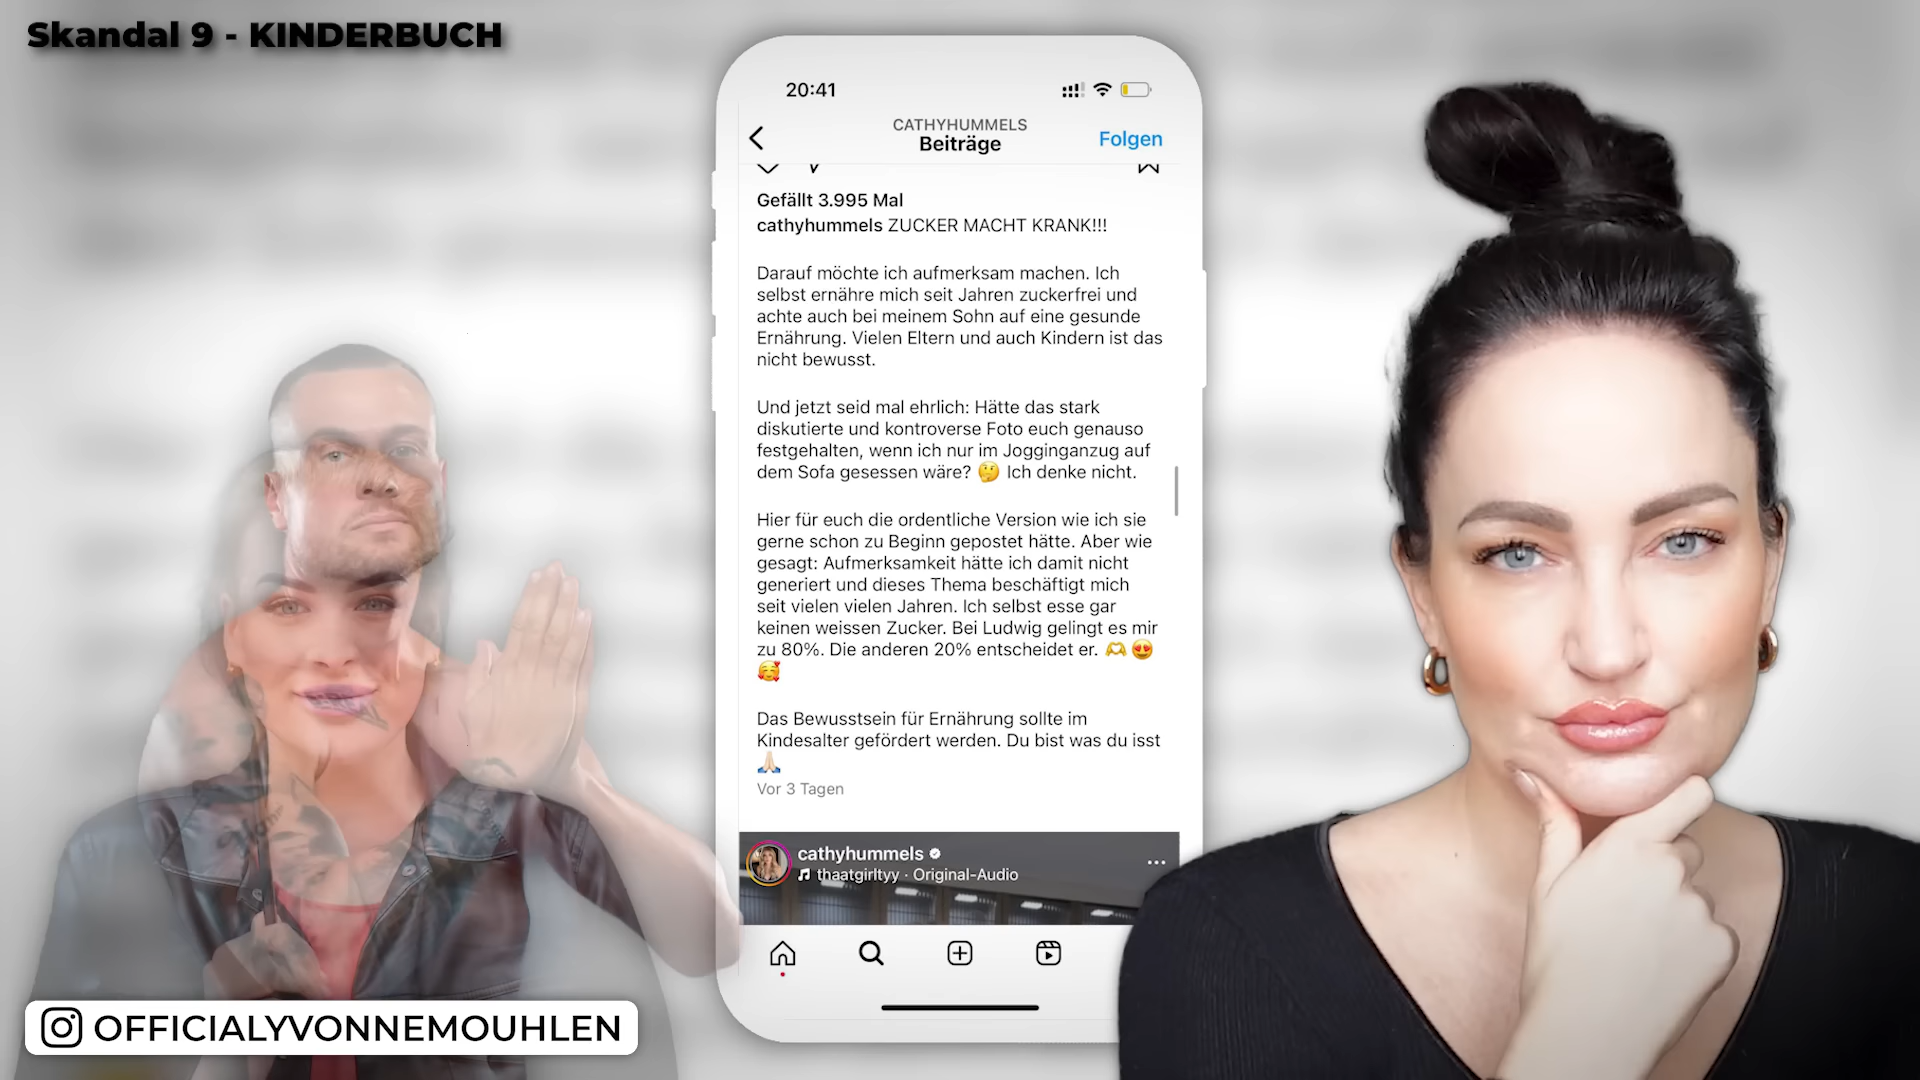 Skandal 9 - KINDERBUCH
20:41
CATHYHUMMELS
Beiträge
Folgen
Gefällt 3.995 Mal
cathyhummels ZUCKER MACHT KRANK!!!
Darauf möchte ich aufmerksam machen. Ich
selbst ernähre mich seit Jahren zuckerfrei und
achte auch bei meinem Sohn auf eine gesunde
Ernährung. Vielen Eltern und auch Kindern ist das
nicht bewusst.
Und jetzt seid mal ehrlich: Hätte das stark
diskutierte und kontroverse Foto euch genauso
festgehalten, wenn ich nur im Jogginganzug auf
dem Sofa gesessen wäre? 🤔 Ich denke nicht.
Hier für euch die ordentliche Version wie ich sie
gerne schon zu Beginn gepostet hätte. Aber wie
gesagt: Aufmerksamkeit hätte ich damit nicht
generiert und dieses Thema beschäftigt mich
seit vielen vielen Jahren. Ich selbst esse gar
keinen weissen Zucker. Bei Ludwig gelingt es mir
zu 80%. Die anderen 20% entscheidet er. 🫶🏼😍
🥰
Das Bewusstsein für Ernährung sollte im
Kindesalter gefördert werden. Du bist was du isst
🙏🏻
Vor 3 Tagen
cathyhummels
thaatgirltyy · Original-Audio
OFFICIALYVONNEMOUHLEN